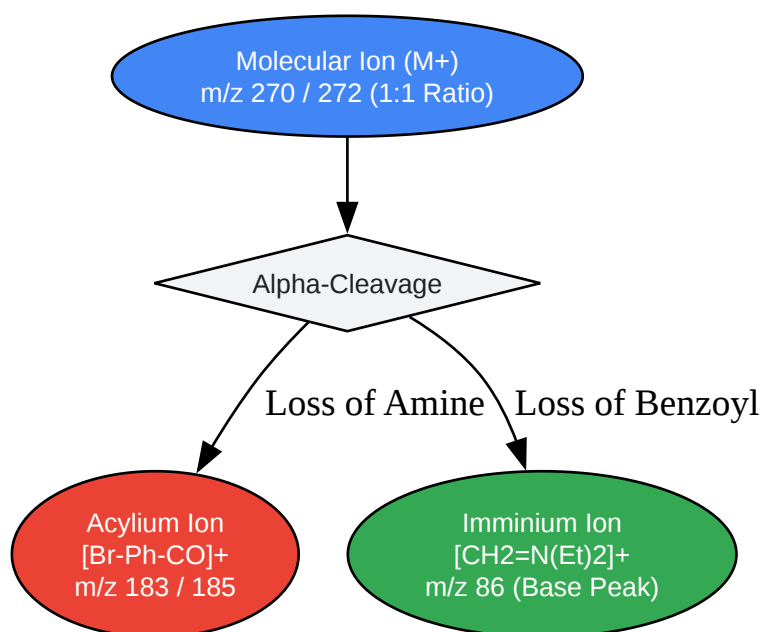 Molecular Ion (M+)
m/z 270 / 272 (1:1 Ratio)
Alpha-Cleavage
Loss of Amine
Loss of Benzoyl
Acylium Ion
[Br-Ph-CO]+
m/z 183 / 185
Imminium Ion
[CH2=N(Et)2]+
m/z 86 (Base Peak)